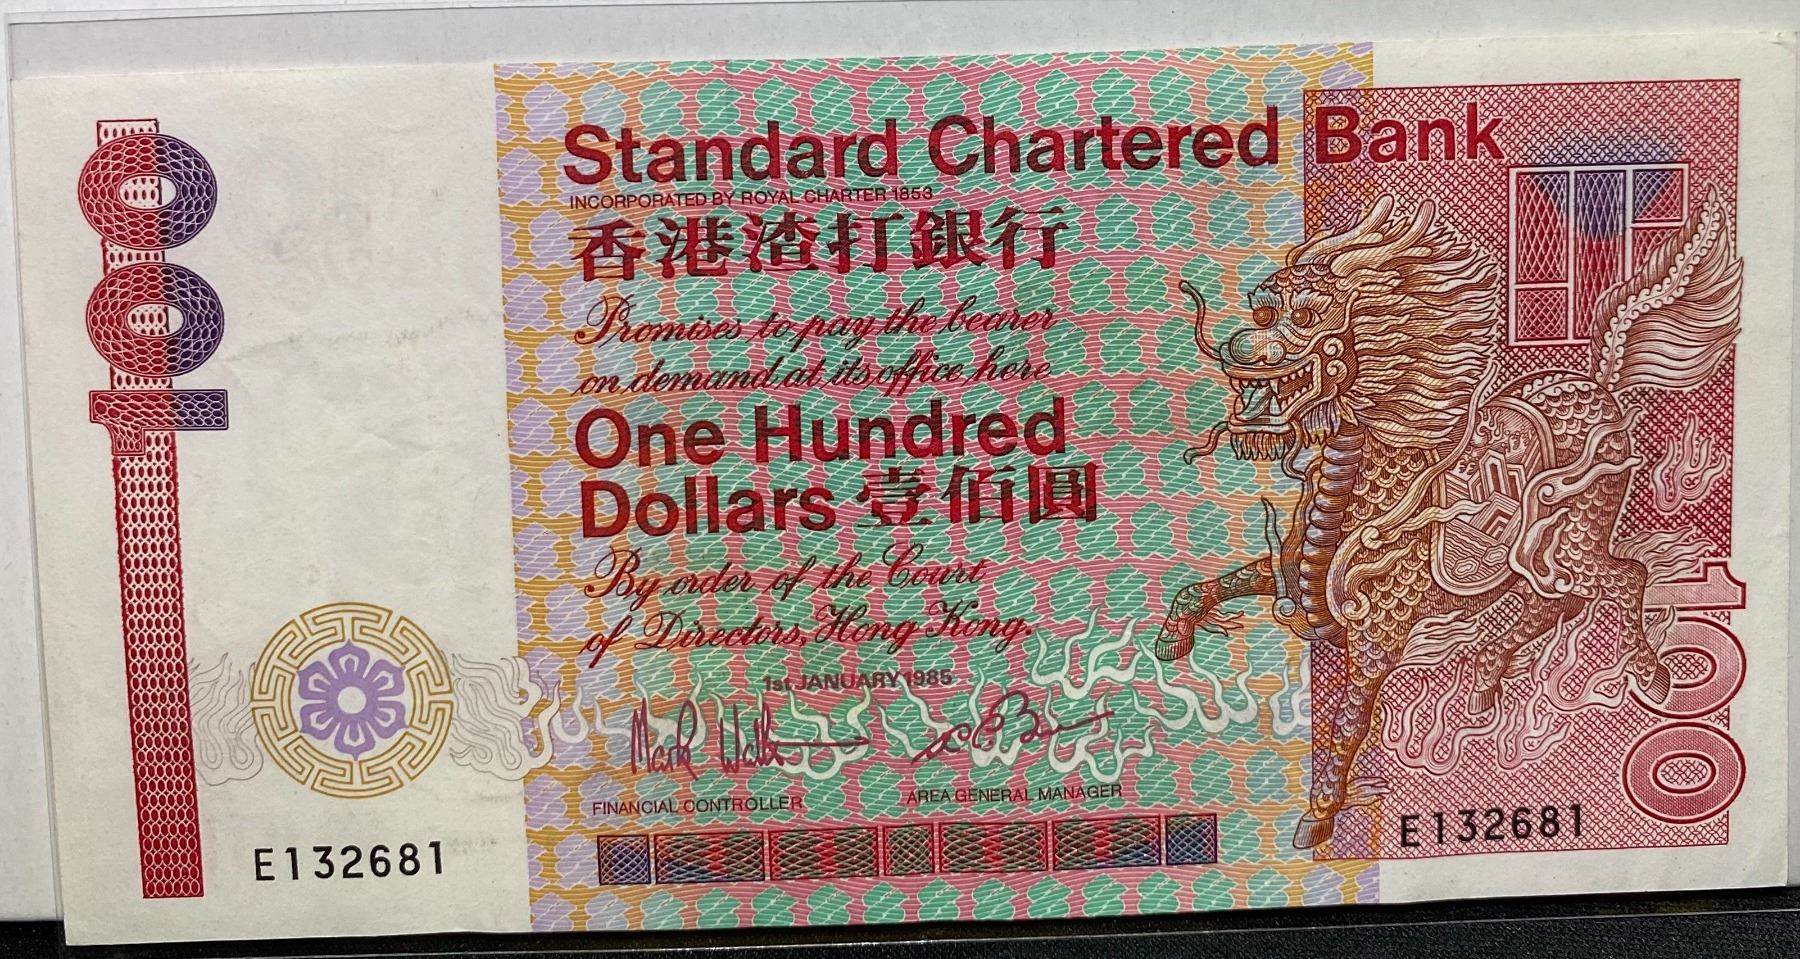 100
Standard Chartered Bank
INCORPORATED BY ROYAL CHARTER 1853
香港渣打銀行
Promises to pay the bearer
on demand at its office here
One Hundred
Dollars 壹佰圓
By order of the Court
of Directors, Hong Kong.
1st JANUARY 1985
FINANCIAL CONTROLLER
AREA GENERAL MANAGER
E132681
E132681
100